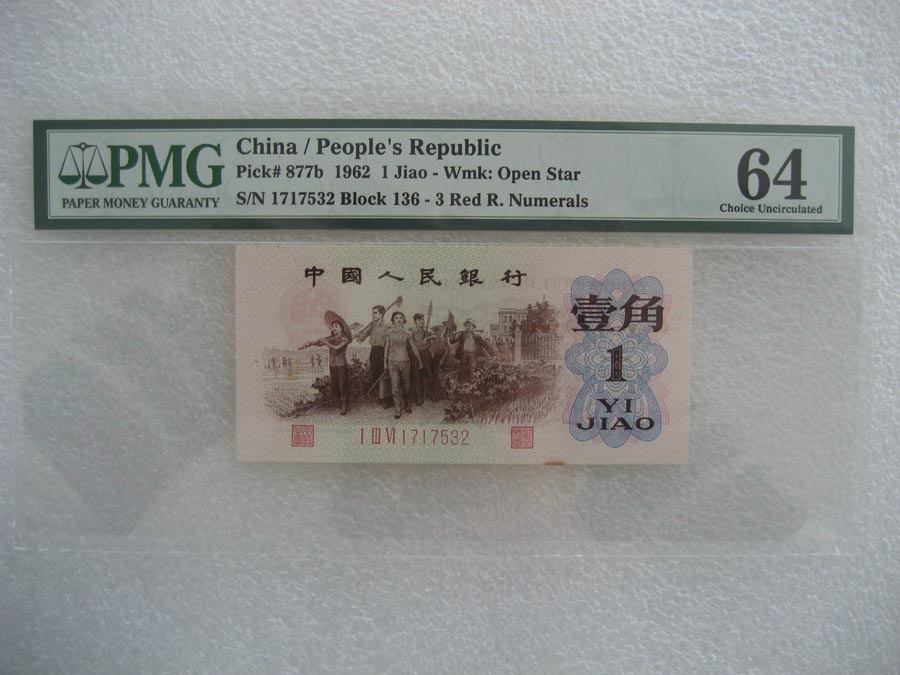 PMG
PAPER MONEY GUARANTY
China / People's Republic
Pick# 877b 1962 1 Jiao - Wmk: Open Star
S/N 1717532 Block 136 - 3 Red R. Numerals
64
Choice Uncirculated
中國人民銀行
壹角
1
YI
JIAO
I III VI 1717532